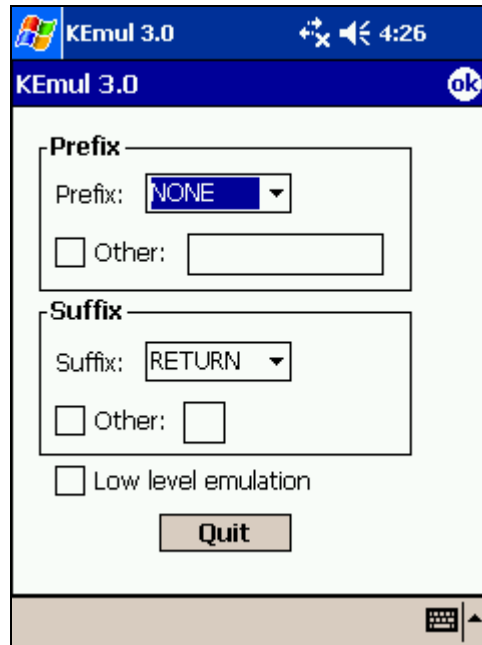 KEmul 3.0 4:26
KEmul 3.0 ok
Prefix
Prefix: NONE
Other:
Suffix
Suffix: RETURN
Other:
Low level emulation
Quit